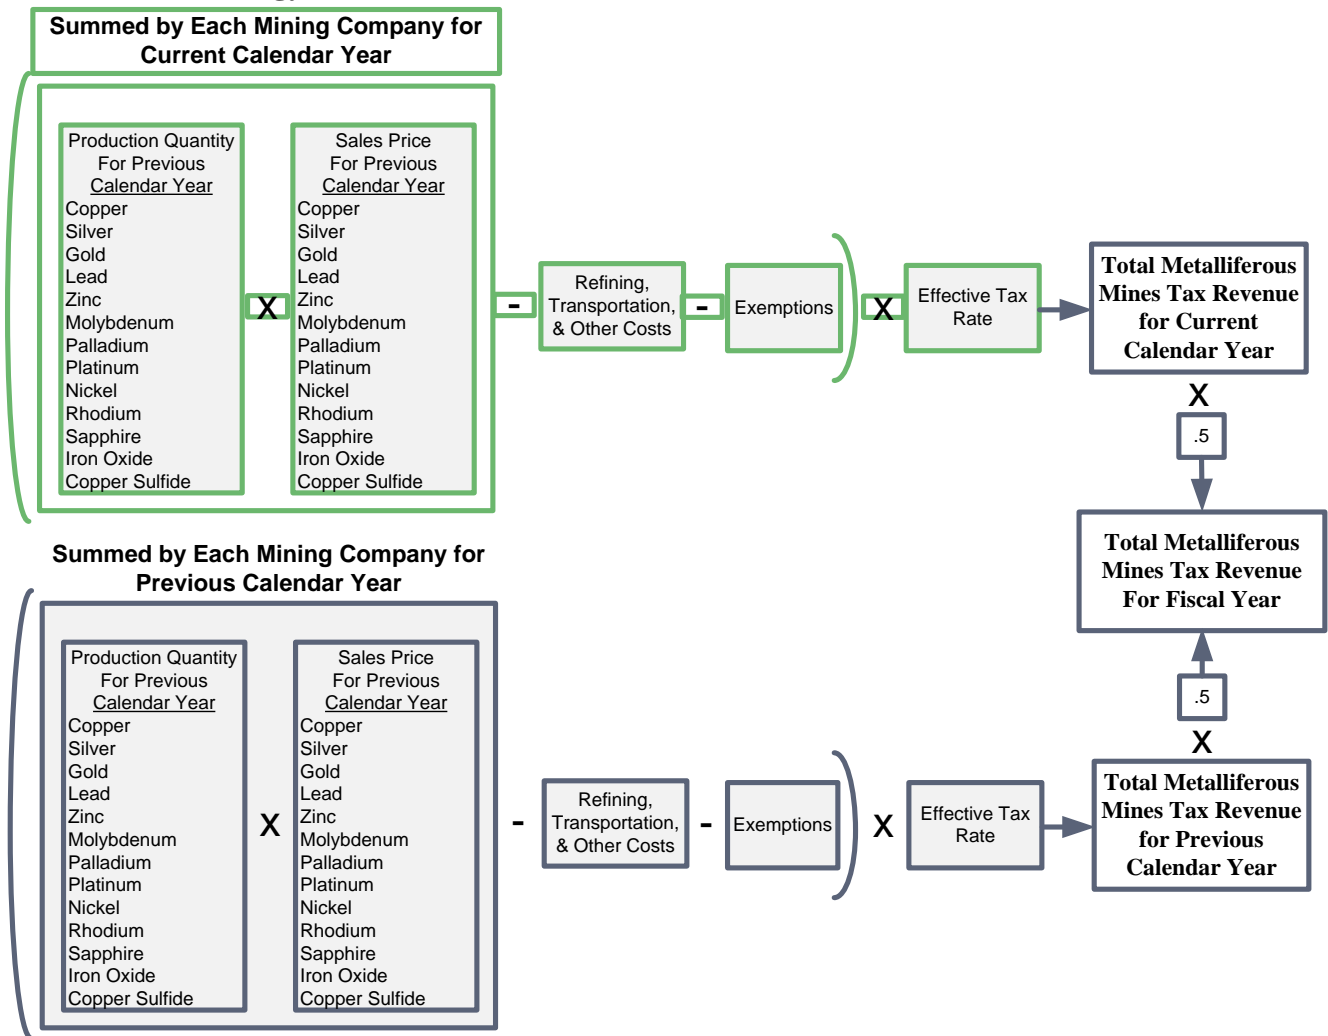 Summed by Each Mining Company for
Current Calendar Year
Production Quantity
For Previous
Calendar Year
Copper
Silver
Gold
Lead
Zinc
Molybdenum
Palladium
Platinum
Nickel
Rhodium
Sapphire
Iron Oxide
Copper Sulfide
X
Sales Price
For Previous
Calendar Year
Copper
Silver
Gold
Lead
Zinc
Molybdenum
Palladium
Platinum
Nickel
Rhodium
Sapphire
Iron Oxide
Copper Sulfide
-
Refining,
Transportation,
& Other Costs
-
Exemptions
X
Effective Tax
Rate
Total Metalliferous
Mines Tax Revenue
for Current
Calendar Year
X
.5
Total Metalliferous
Mines Tax Revenue
For Fiscal Year
Summed by Each Mining Company for
Previous Calendar Year
Production Quantity
For Previous
Calendar Year
Copper
Silver
Gold
Lead
Zinc
Molybdenum
Palladium
Platinum
Nickel
Rhodium
Sapphire
Iron Oxide
Copper Sulfide
X
Sales Price
For Previous
Calendar Year
Copper
Silver
Gold
Lead
Zinc
Molybdenum
Palladium
Platinum
Nickel
Rhodium
Sapphire
Iron Oxide
Copper Sulfide
-
Refining,
Transportation,
& Other Costs
-
Exemptions
X
Effective Tax
Rate
.5
X
Total Metalliferous
Mines Tax Revenue
for Previous
Calendar Year